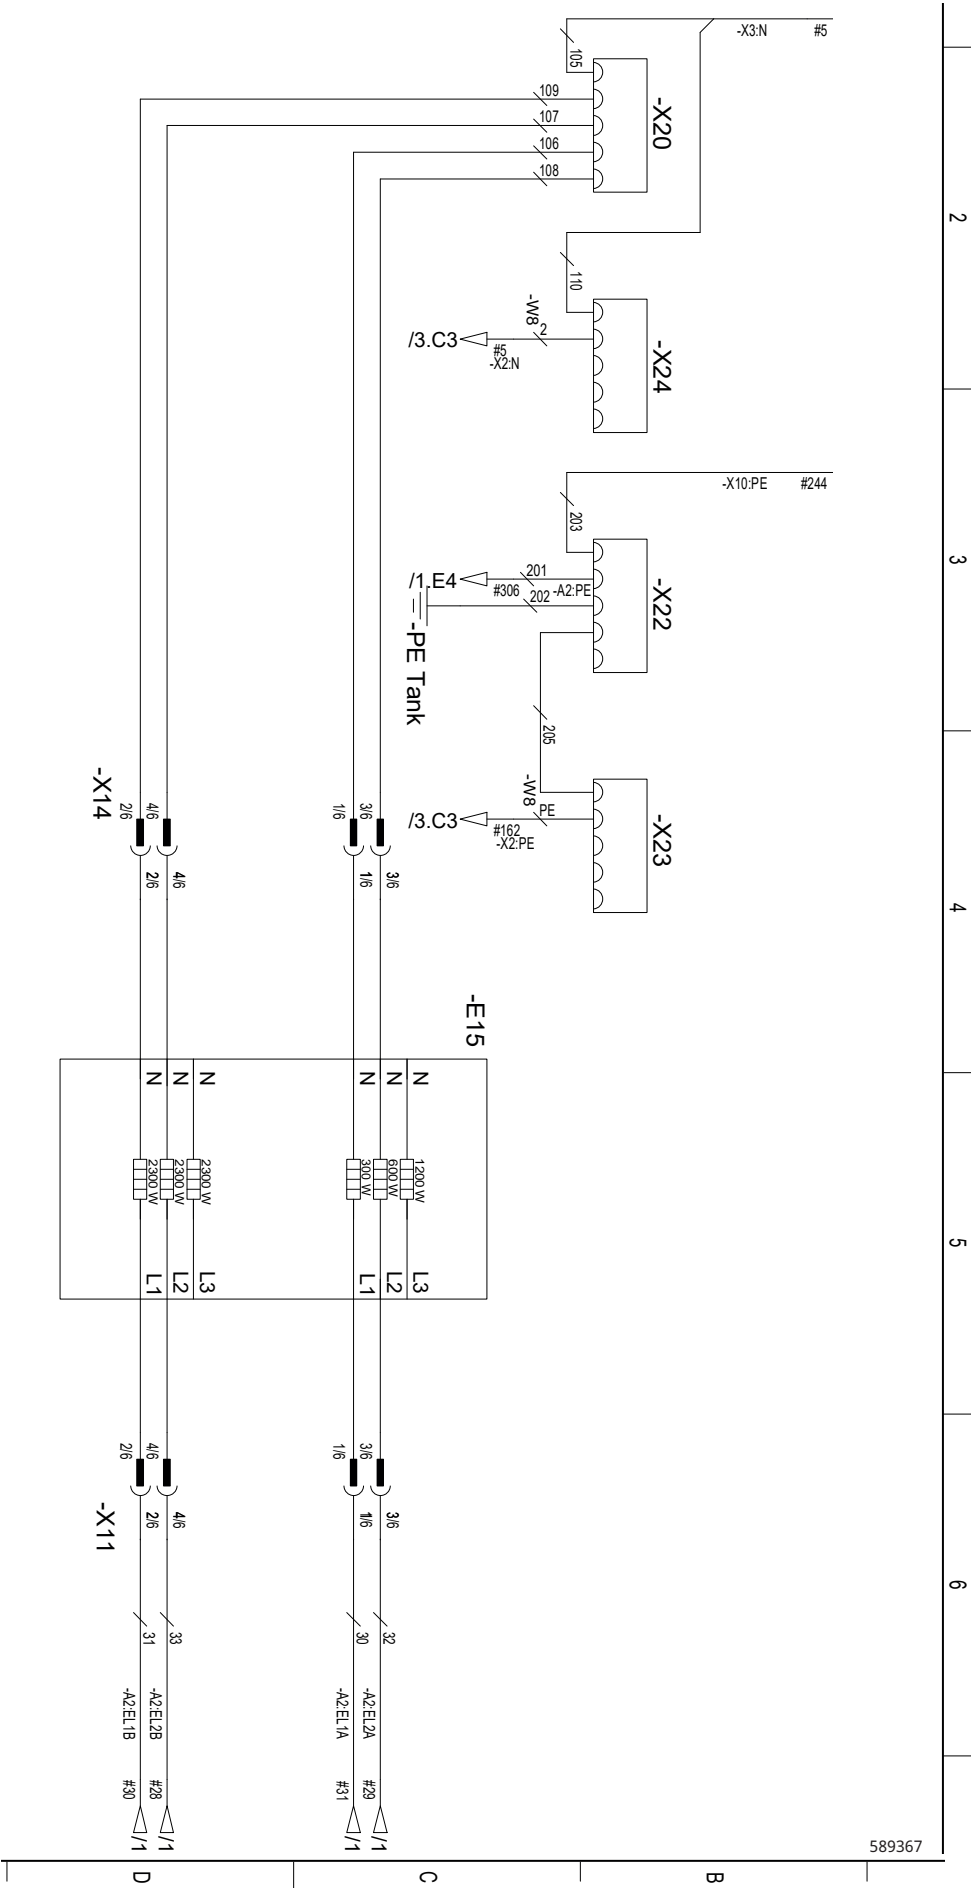 -X3:N #5
105
109
107
106
108
-X20
2
110
-W8
2
/3.C3
#5
-X2:N
-X24
-X10:PE #244
203
3
201
/1.E4
#306
-A2:PE
202
-X22
-PE Tank
205
-W8
PE
/3.C3
#162
-X2:PE
-X23
-X14
2/6
4/6
1/6
3/6
2/6
4/6
1/6
3/6
4
-E15
N
N
N
N
N
N
2300 W
2300 W
2300 W
300 W
600 W
1200 W
5
L1
L2
L3
L1
L2
L3
2/6
4/6
1/6
3/6
-X11
2/6
4/6
1/6
3/6
6
31
33
30
32
-A2:EL1B
-A2:EL2B
-A2:EL1A
-A2:EL2A
#30
#28
#31
#29
/1
/1
/1
/1
589367
D
C
B